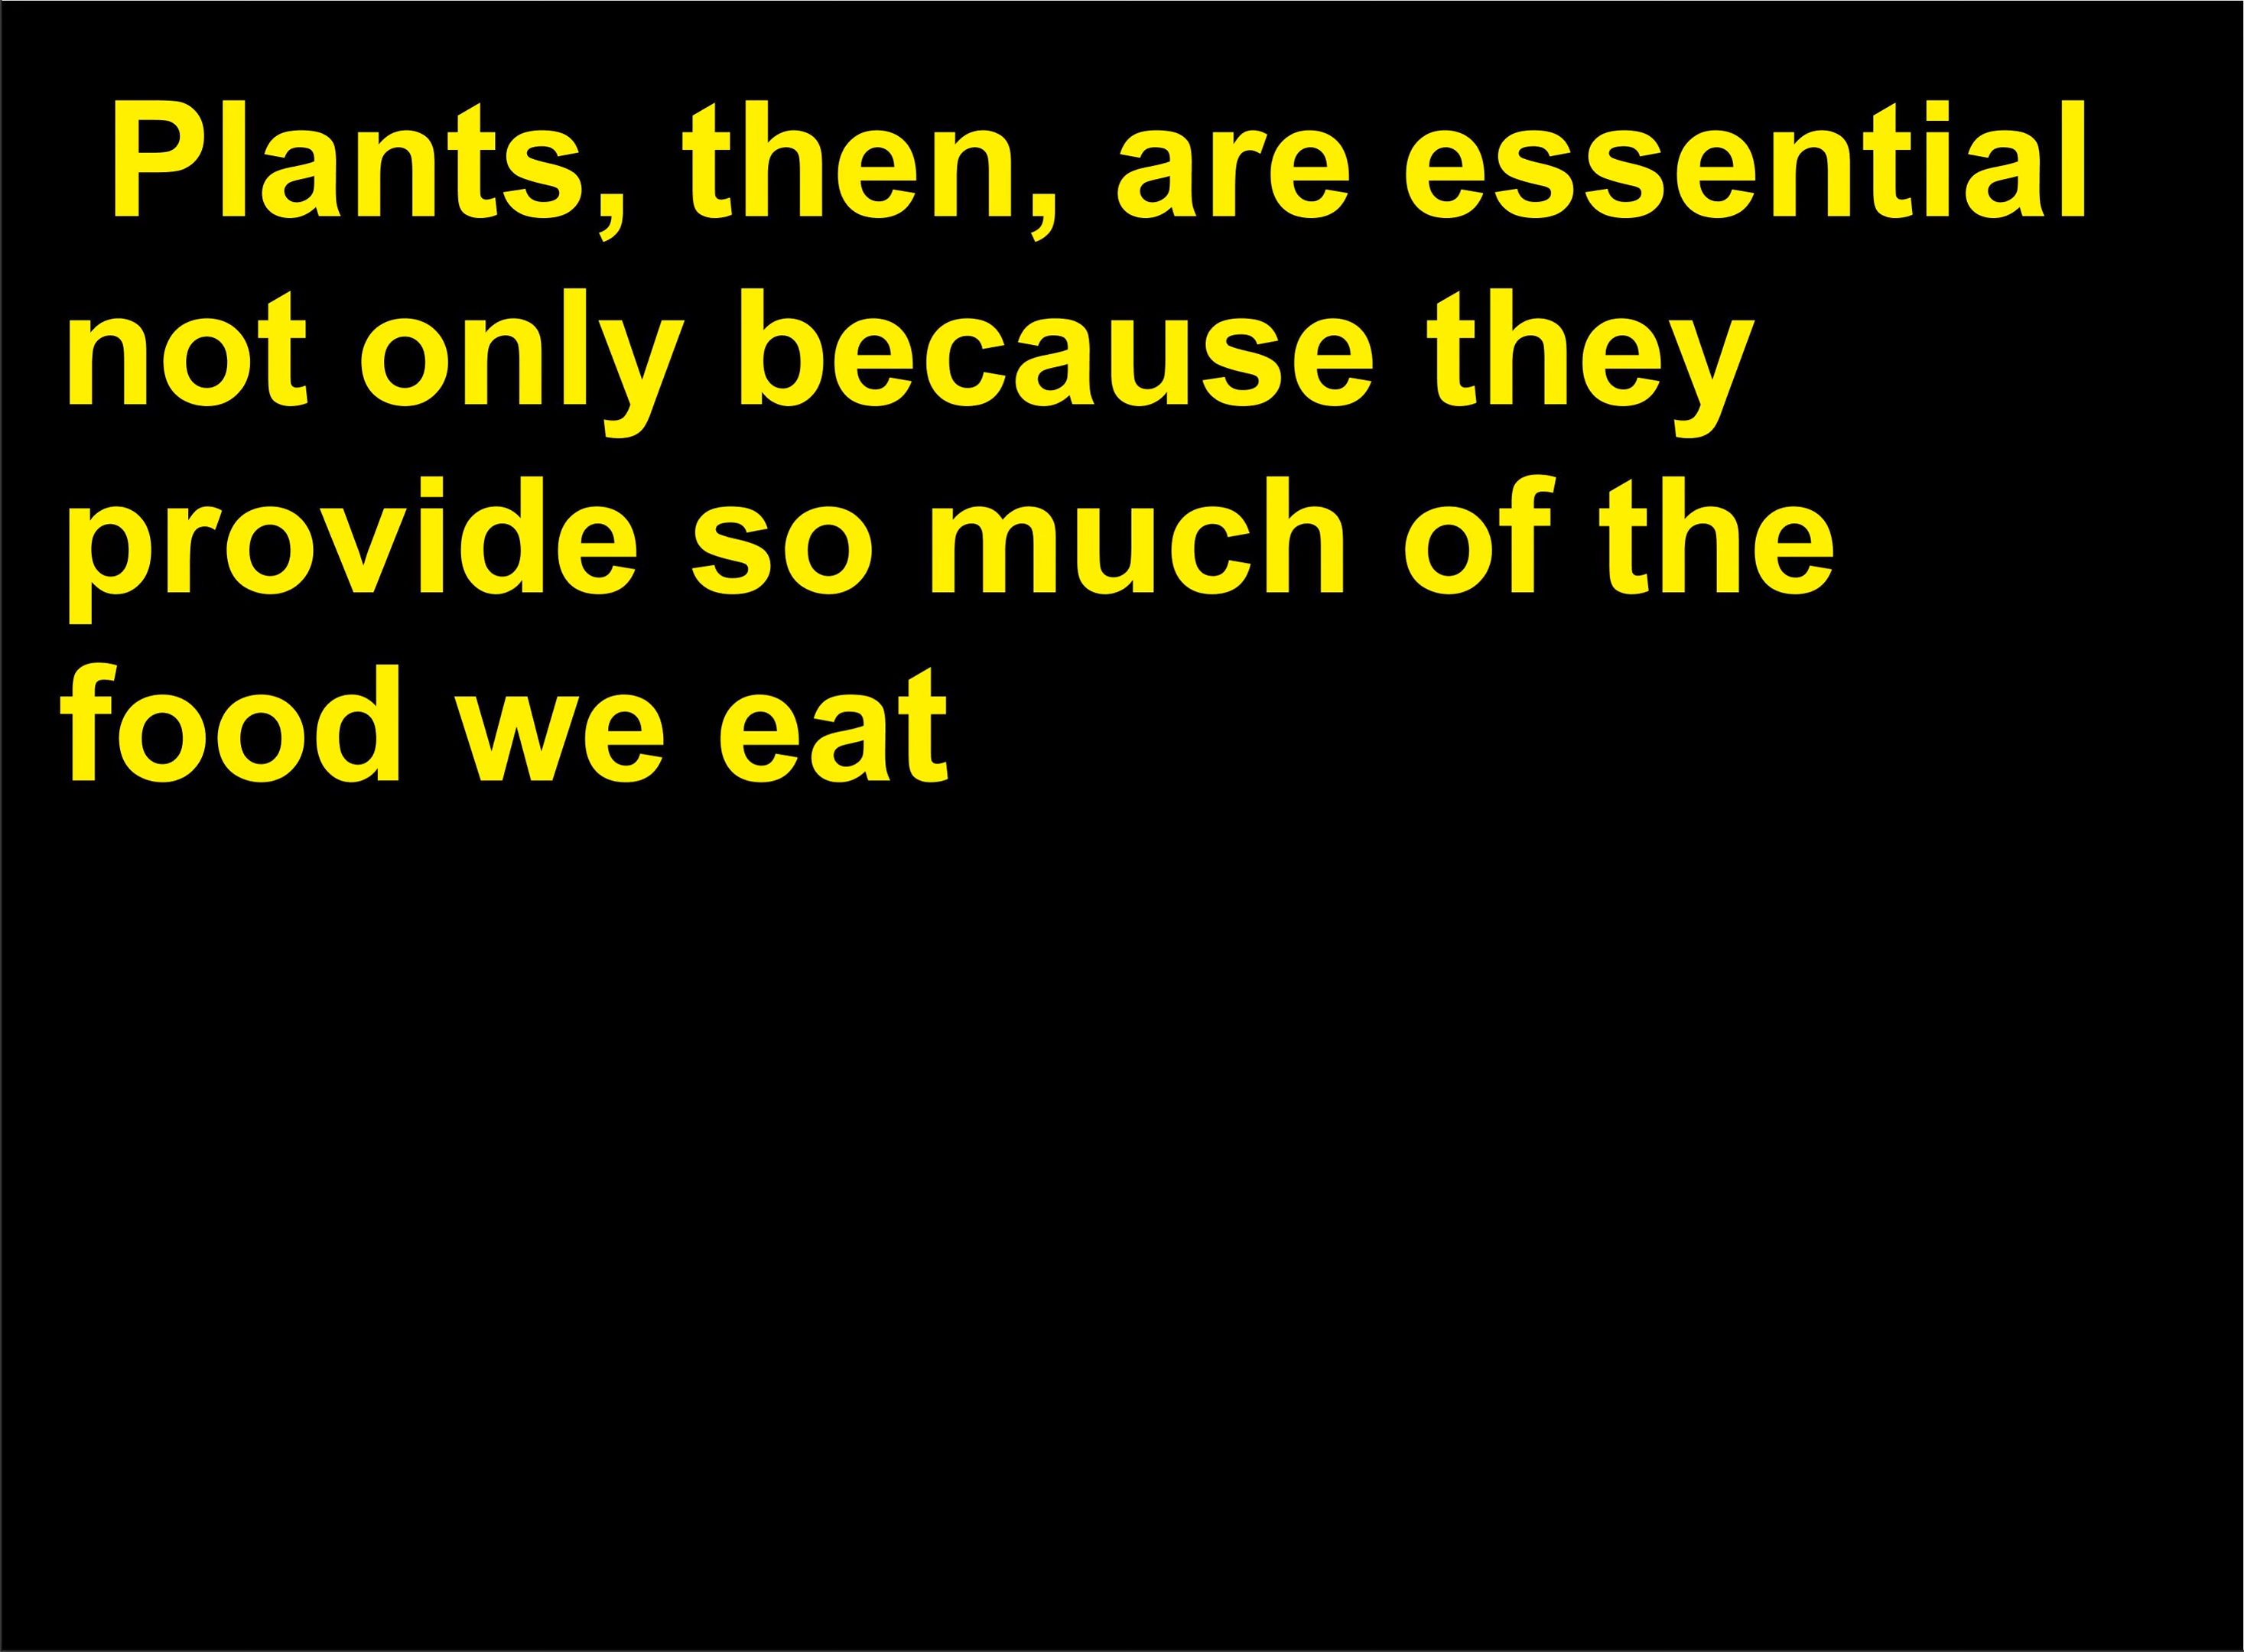 Plants, then, are essential
not only because they
provide so much of the
food we eat